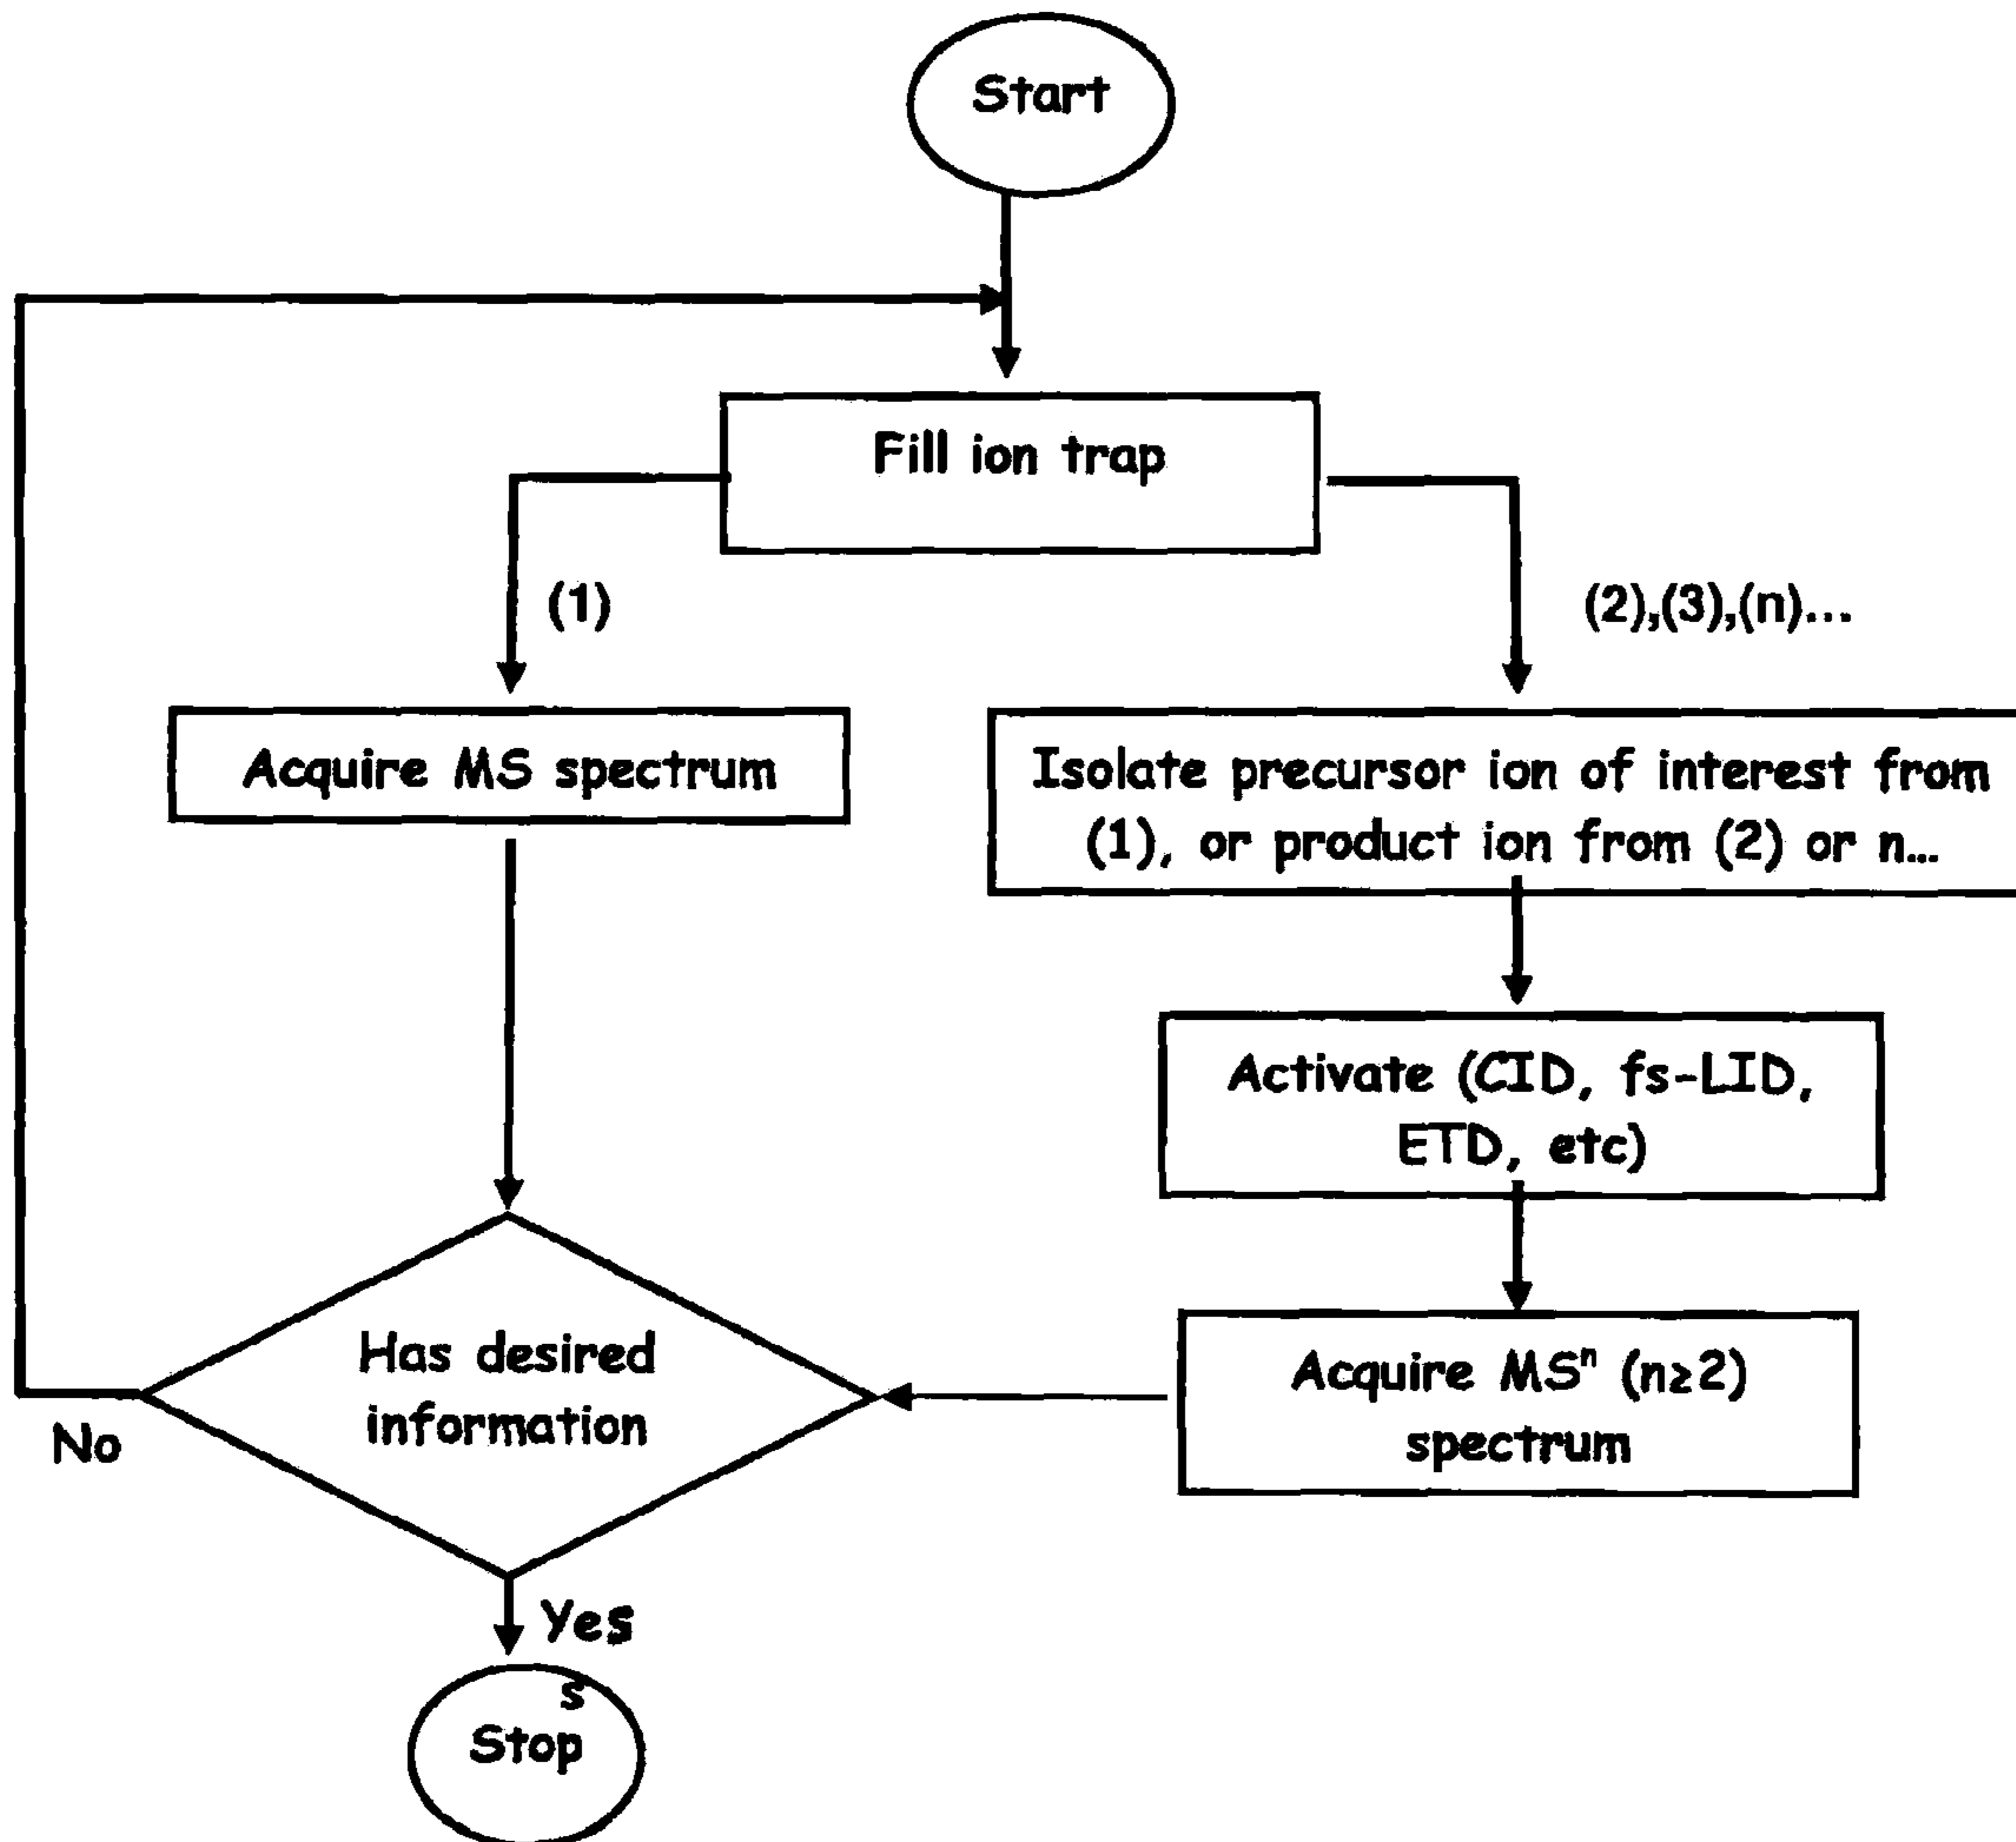 Start
Fill ion trap
(1)
(2),(3),(n)...
Acquire MS spectrum
Isolate precursor ion of interest from
(1), or product ion from (2) or n...
Activate (CID, fs-LID,
ETD, etc)
Has desired
information
Acquire MSⁿ (n≥2)
spectrum
No
Yes
s
Stop